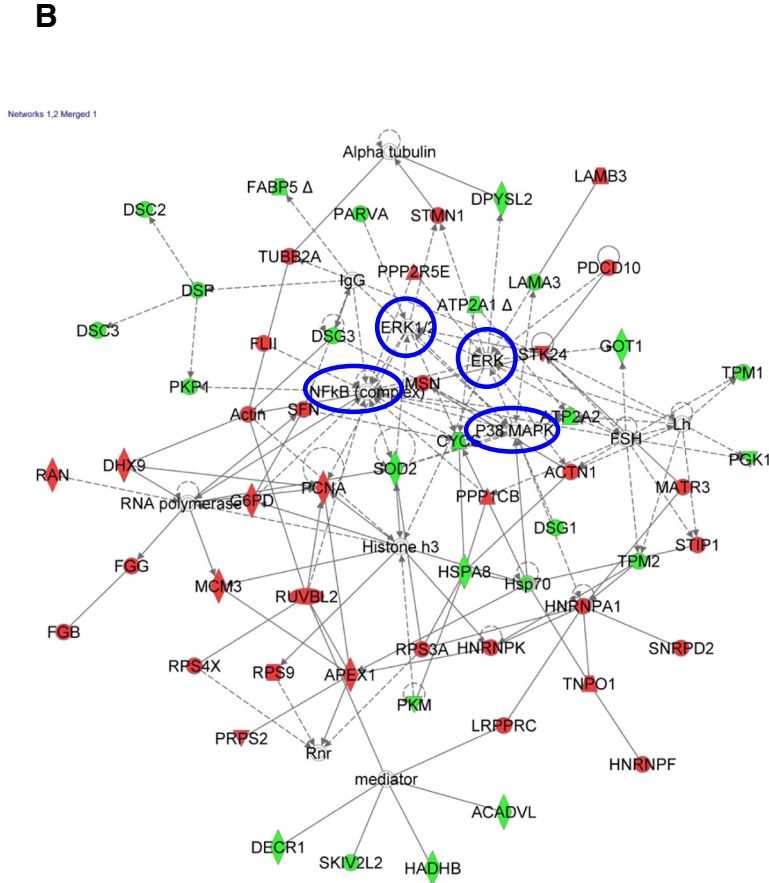 B
Networks 1,2 Merged 1
Alpha tubulin
LAMB3
FABP5 Δ
DPYSL2
DSC2
PARVA
STMN1
TUBB2A
PDCD10
PPP2R5E
IgG
LAMA3
DSP
ATP2A1 Δ
ERK1/2
DSC3
DSG3
FLII
GOT1
STK24
ERK
TPM1
PKP1
NFkB (complex)
MSN
SFN
Actin
ATP2A2
Lh
P38 MAPK
FSH
CYCS
PGK1
DHX9
SOD2
RAN
ACTN1
PCNA
MATR3
G6PD
PPP1CB
RNA polymerase
DSG1
Histone h3
STIP1
FGG
TPM2
HSPA8
Hsp70
MCM3
RUVBL2
HNRNPA1
FGB
RPS3A
HNRNPK
SNRPD2
RPS4X
RPS9
APEX1
TNPO1
PKM
LRPPRC
PRPS2
Rnr
HNRNPF
mediator
ACADVL
DECR1
SKIV2L2
HADHB